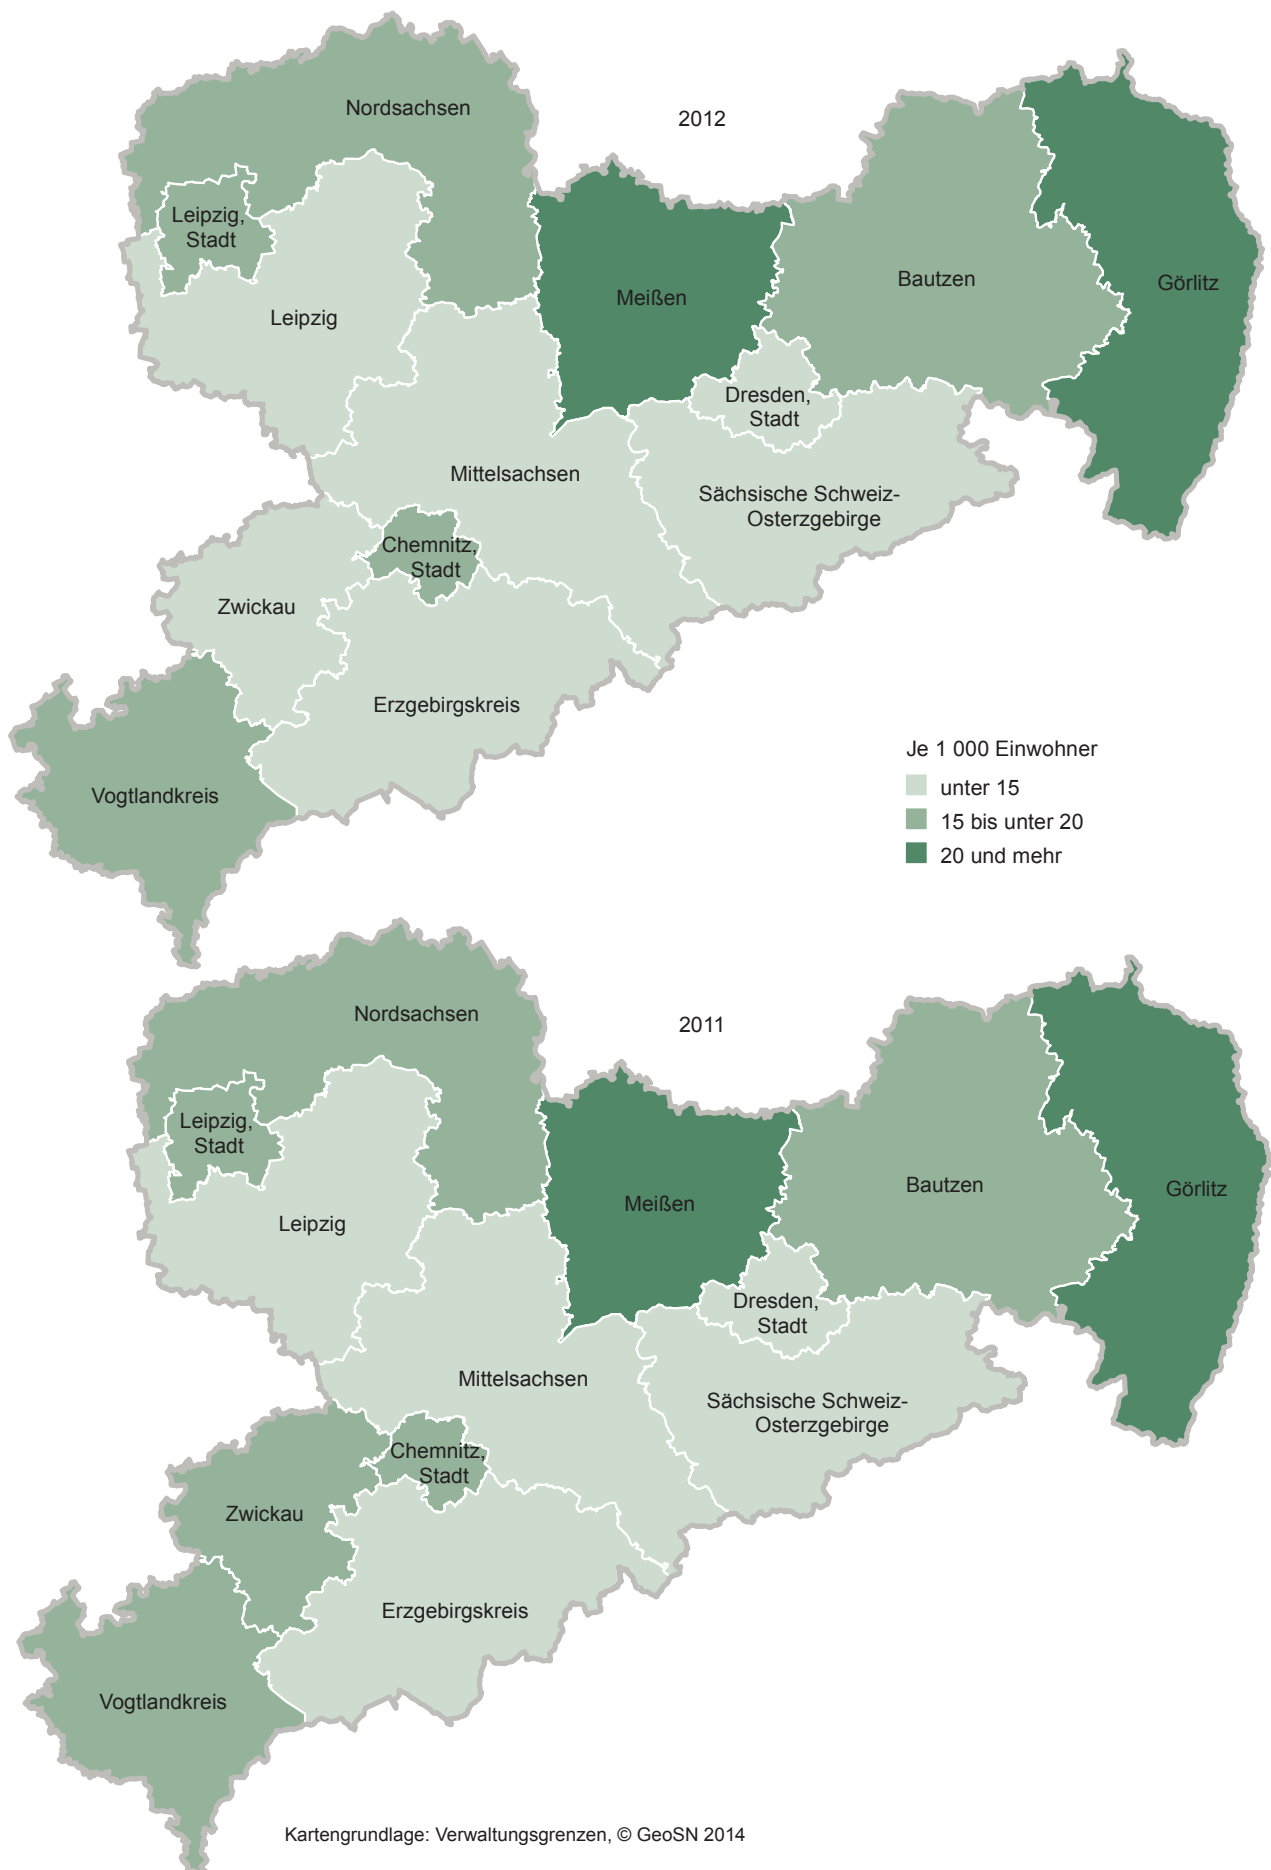 Nordsachsen
2012
Leipzig,
Stadt
Bautzen
Görlitz
Meißen
Leipzig
Dresden,
Stadt
Mittelsachsen
Sächsische Schweiz-
Osterzgebirge
Chemnitz,
Stadt
Zwickau
Erzgebirgskreis
Vogtlandkreis
Je 1 000 Einwohner
unter 15
15 bis unter 20
20 und mehr
Nordsachsen
2011
Leipzig,
Stadt
Bautzen
Görlitz
Meißen
Leipzig
Dresden,
Stadt
Mittelsachsen
Sächsische Schweiz-
Osterzgebirge
Chemnitz,
Stadt
Zwickau
Erzgebirgskreis
Vogtlandkreis
Kartengrundlage: Verwaltungsgrenzen, © GeoSN 2014